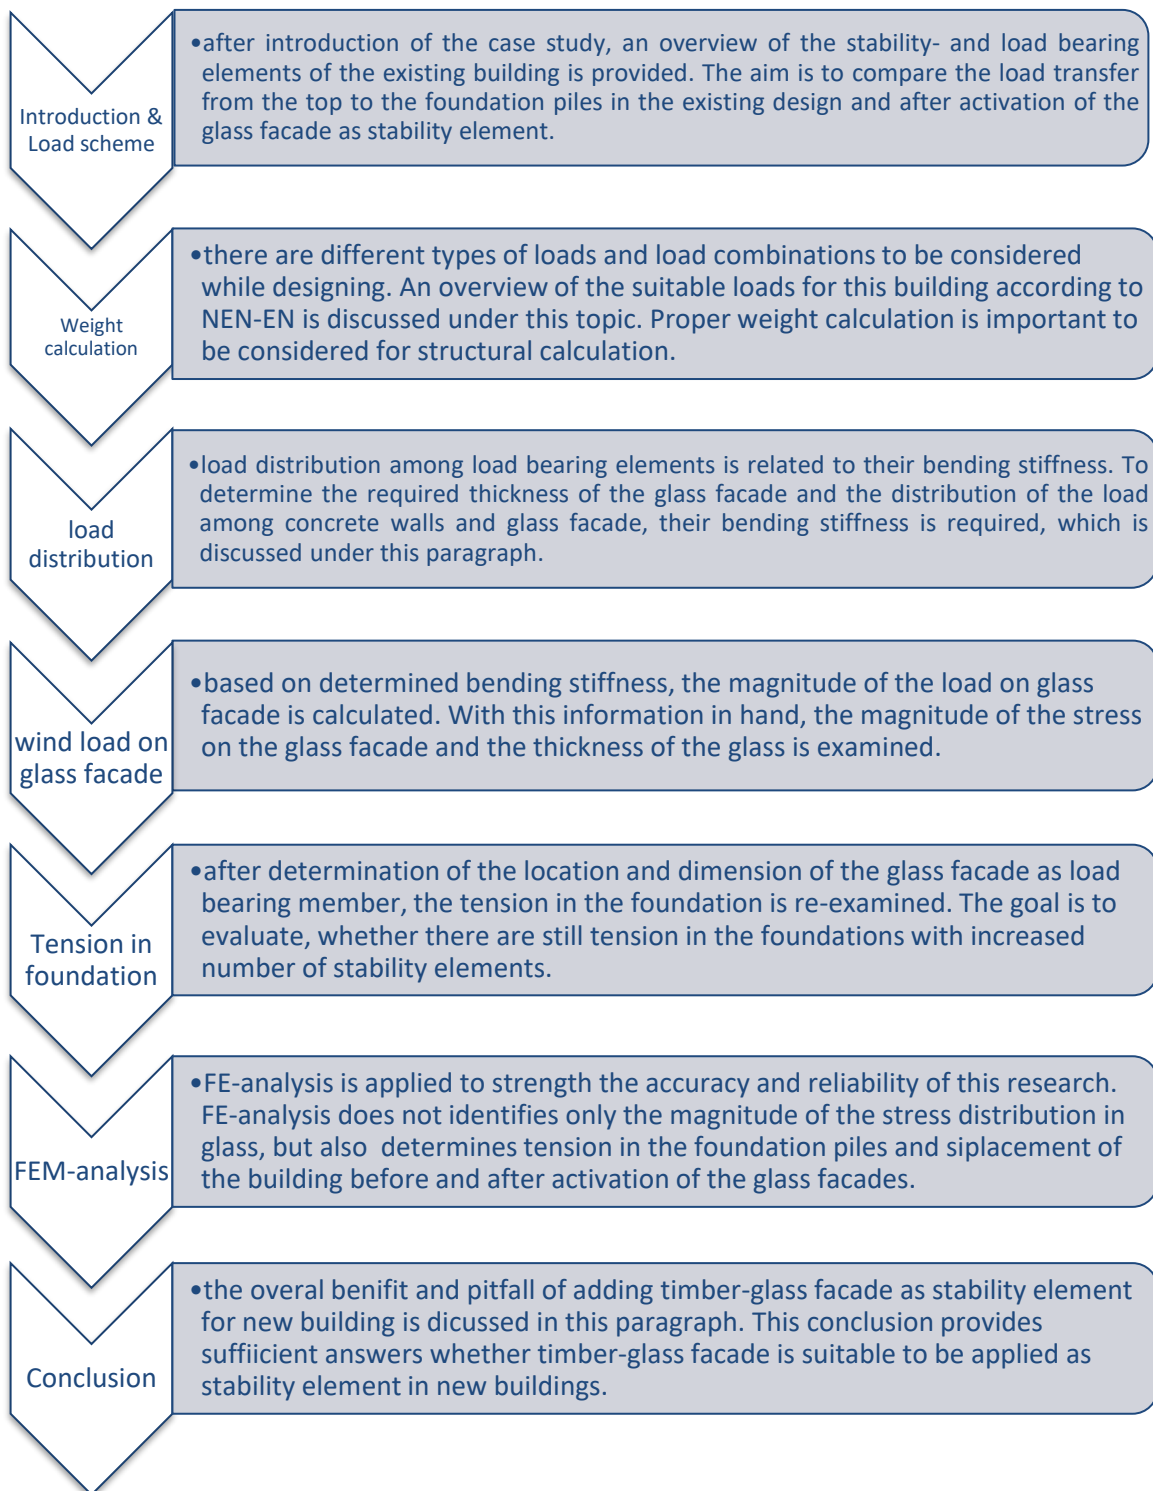 Introduction &
Load scheme
•after introduction of the case study, an overview of the stability- and load bearing
elements of the existing building is provided. The aim is to compare the load transfer
from the top to the foundation piles in the existing design and after activation of the
glass facade as stability element.
Weight
calculation
•there are different types of loads and load combinations to be considered
while designing. An overview of the suitable loads for this building according to
NEN-EN is discussed under this topic. Proper weight calculation is important to
be considered for structural calculation.
load
distribution
•load distribution among load bearing elements is related to their bending stiffness. To
determine the required thickness of the glass facade and the distribution of the load
among concrete walls and glass facade, their bending stiffness is required, which is
discussed under this paragraph.
wind load on
glass facade
•based on determined bending stiffness, the magnitude of the load on glass
facade is calculated. With this information in hand, the magnitude of the stress
on the glass facade and the thickness of the glass is examined.
Tension in
foundation
•after determination of the location and dimension of the glass facade as load
bearing member, the tension in the foundation is re-examined. The goal is to
evaluate, whether there are still tension in the foundations with increased
number of stability elements.
FEM-analysis
•FE-analysis is applied to strength the accuracy and reliability of this research.
FE-analysis does not identifies only the magnitude of the stress distribution in
glass, but also  determines tension in the foundation piles and siplacement of
the building before and after activation of the glass facades.
Conclusion
•the overal benifit and pitfall of adding timber-glass facade as stability element
for new building is dicussed in this paragraph. This conclusion provides
suffiicient answers whether timber-glass facade is suitable to be applied as
stability element in new buildings.